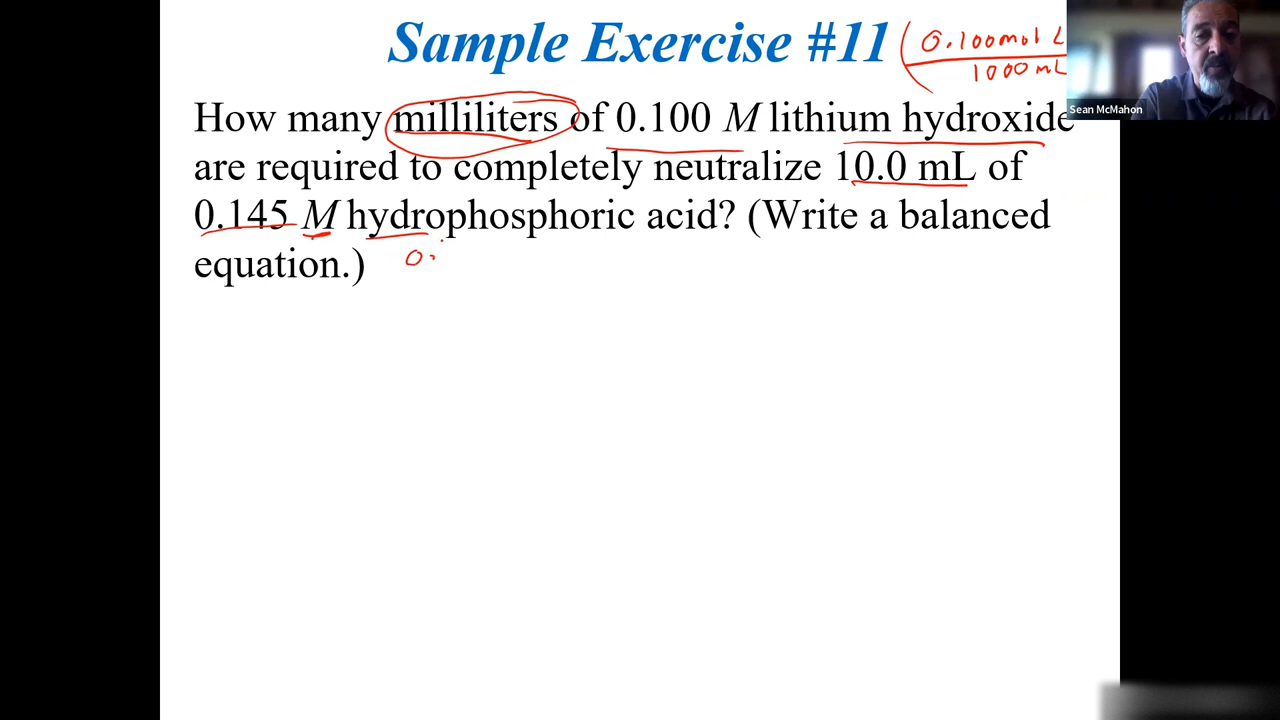 Sample Exercise #11
0.100 mol L
1000 mL
Sean McMahon
How many milliliters of 0.100 M lithium hydroxide
are required to completely neutralize 10.0 mL of
0.145 M hydrophosphoric acid? (Write a balanced
equation.)
0.